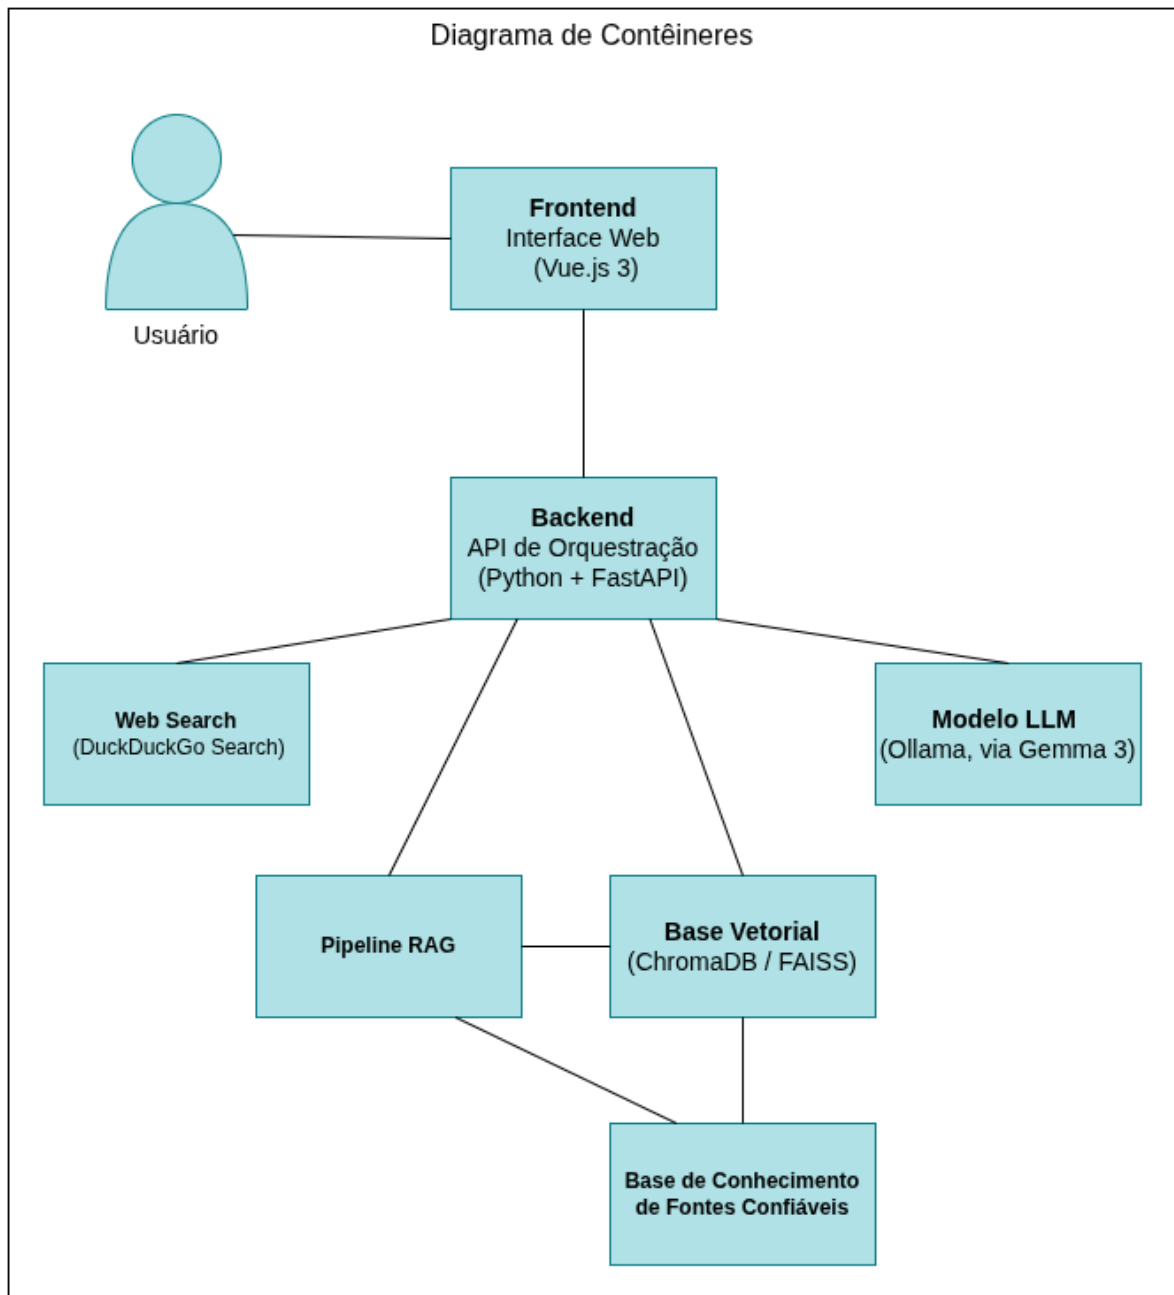 Diagrama de Contêineres
Usuário
Frontend
Interface Web
(Vue.js 3)
Backend
API de Orquestração
(Python + FastAPI)
Web Search
(DuckDuckGo Search)
Modelo LLM
(Ollama, via Gemma 3)
Pipeline RAG
Base Vetorial
(ChromaDB / FAISS)
Base de Conhecimento
de Fontes Confiáveis